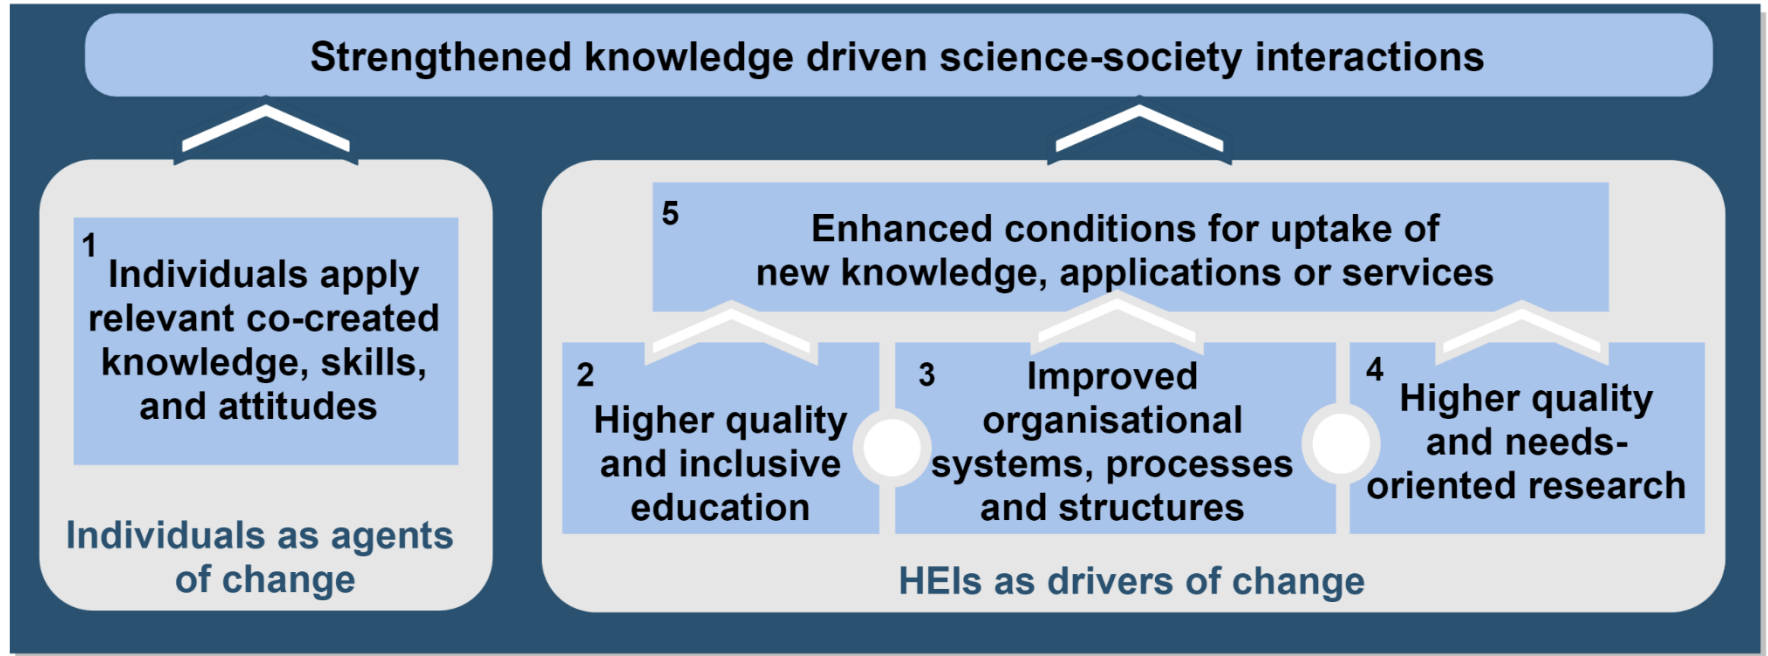 Strengthened knowledge driven science-society interactions
1
Individuals apply
relevant co-created
knowledge, skills,
and attitudes
Individuals as agents
of change
5
Enhanced conditions for uptake of
new knowledge, applications or services
2
Higher quality
and inclusive
education
3
Improved
organisational
systems, processes
and structures
4
Higher quality
and needs-
oriented research
HEIs as drivers of change